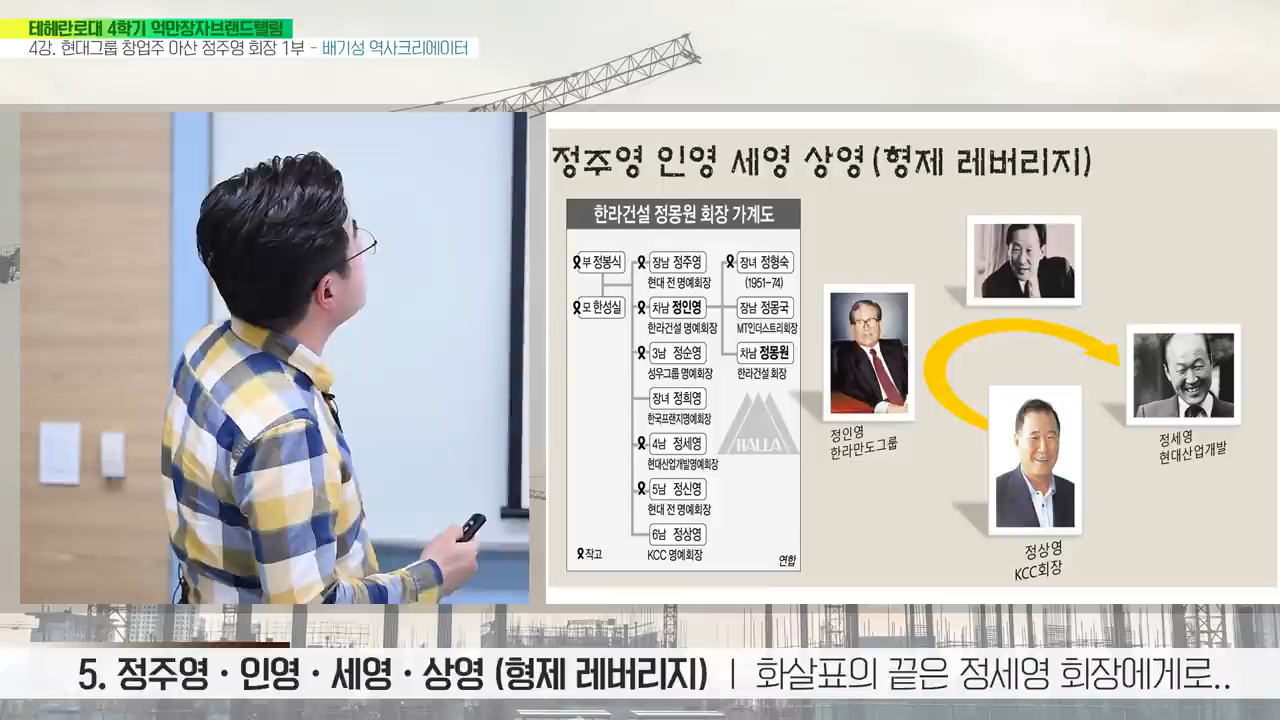 테헤란로대 4학기 억만장자브랜드텔링
4강. 현대그룹 창업주 아산 정주영 회장 1부 - 배기성 역사크리에이터
정주영 인영 세영 상영(형제 레버리지)
한라건설 정몽원 회장 가계도
부 정봉식
장남 정주영
현대 전 명예회장
장녀 정형숙
(1951-74)
모 한성실
차남 정인영
한라건설 명예회장
장남 정몽국
MT인더스트리회장
3남 정순영
성우그룹 명예회장
차남 정몽원
한라건설 회장
장녀 정희영
한국프랜지명예회장
4남 정세영
현대산업개발명예회장
HALLA
5남 정신영
현대 전 명예회장
6남 정상영
KCC 명예회장
작고
연합
정인영
한라만도그룹
정세영
현대산업개발
정상영
KCC회장
5. 정주영 · 인영 · 세영 · 상영 (형제 레버리지) | 화살표의 끝은 정세영 회장에게로..